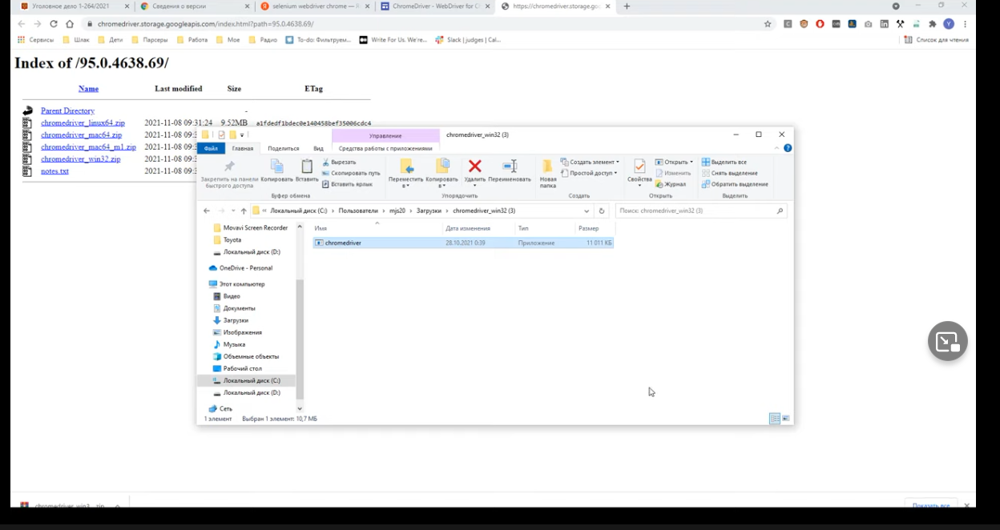 Уголовное дело 1-264/2021
Сведения о версии
selenium webdriver chrome —
ChromeDriver - WebDriver for C
https://chromedriver.storage.goo
chromedriver.storage.googleapis.com/index.html?path=95.0.4638.69/
Сервисы Шлак Дети Парсеры Работа Мое Радио To-do: Фильтруем... Write For Us. We're... Slack | judges | Cal... Список для чтения
Index of /95.0.4638.69/
Name Last modified Size ETag
Parent Directory -
chromedriver_linux64.zip 2021-11-08 09:31:24 9.52MB a1fdedf1bdec0e140458bef35006cdc4
chromedriver_mac64.zip 2021-11-08 09:3
chromedriver_mac64_m1.zip 2021-11-08 09:3
chromedriver_win32.zip 2021-11-08 09:3
notes.txt 2021-11-08 09:3
Управление chromedriver_win32 (3)
Файл Главная Поделиться Вид Средства работы с приложениями
Закрепить на панели быстрого доступа
Копировать Вставить
Вырезать
Скопировать путь
Вставить ярлык
Буфер обмена
Переместить в Копировать в Удалить Переименовать
Упорядочить
Новая папка
Создать элемент
Простой доступ
Создать
Свойства
Открыть
Изменить
Журнал
Открыть
Выделить все
Снять выделение
Обратить выделение
Выделить
« Локальный диск (C:) › Пользователи › mjs20 › Загрузки › chromedriver_win32 (3)
Поиск: chromedriver_win32 (3)
Имя Дата изменения Тип Размер
chromedriver 28.10.2021 0:39 Приложение 11 011 КБ
Movavi Screen Recorder
Toyota
Локальный диск (D:)
OneDrive - Personal
Этот компьютер
Видео
Документы
Загрузки
Изображения
Музыка
Объемные объекты
Рабочий стол
Локальный диск (C:)
Локальный диск (D:)
Сеть
1 элемент Выбран 1 элемент: 10,7 МБ
chromedriver_win3....zip
Показать все